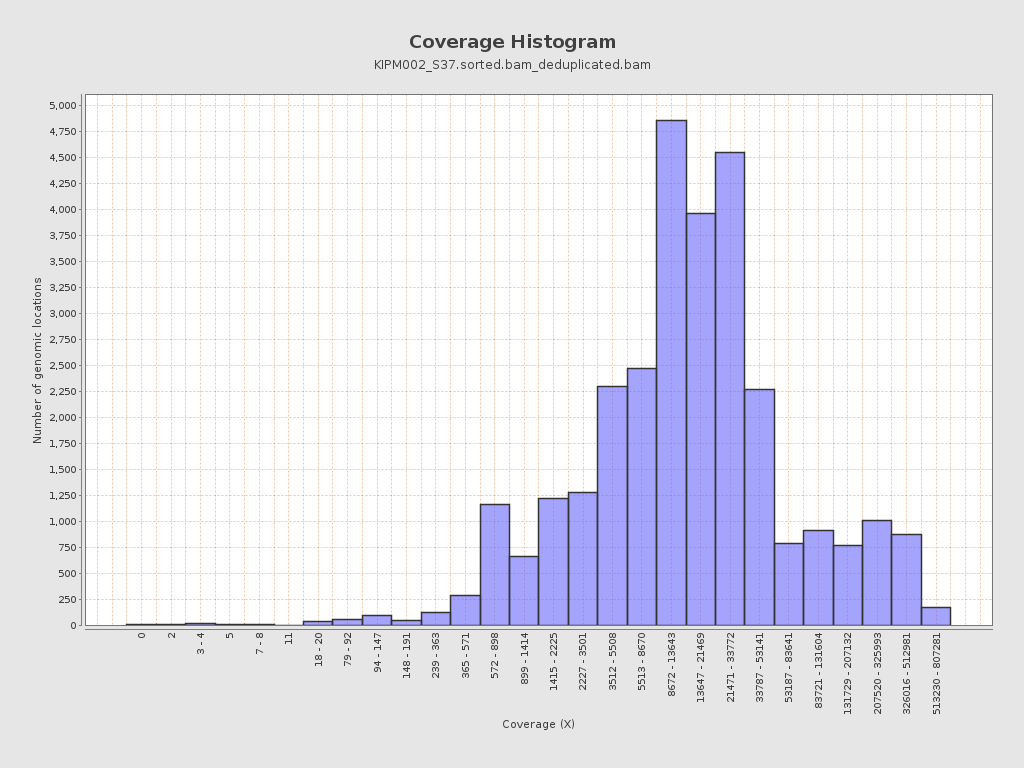 Coverage Histogram
KIPM002_S37.sorted.bam_deduplicated.bam
Number of genomic locations
5,000
4,750
4,500
4,250
4,000
3,750
3,500
3,250
3,000
2,750
2,500
2,250
2,000
1,750
1,500
1,250
1,000
750
500
250
0
0
2
3 - 4
5
7 - 8
11
18 - 20
79 - 92
94 - 147
148 - 191
239 - 363
365 - 571
572 - 898
899 - 1414
1415 - 2225
2227 - 3501
3512 - 5508
5513 - 8670
8672 - 13643
13647 - 21469
21471 - 33772
33787 - 53141
53187 - 83641
83721 - 131604
131729 - 207132
207520 - 325993
326016 - 512981
513230 - 807281
Coverage (X)